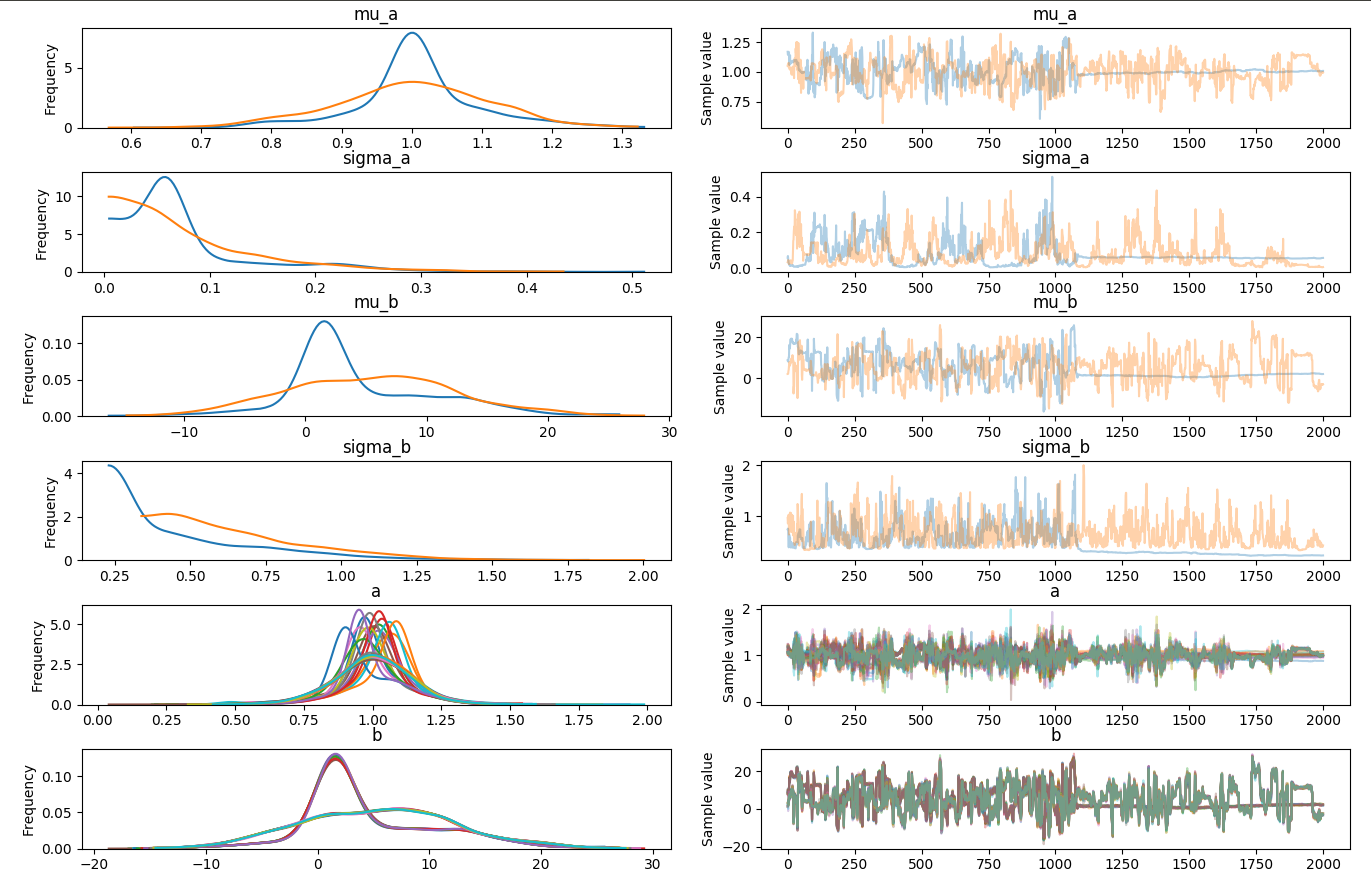 mu_a
mu_a
Frequency
5
0
0.6 0.7 0.8 0.9 1.0 1.1 1.2 1.3
Sample value
1.25
1.00
0.75
0 250 500 750 1000 1250 1500 1750 2000
sigma_a
sigma_a
Frequency
10
5
0
0.0 0.1 0.2 0.3 0.4 0.5
Sample value
0.4
0.2
0.0
0 250 500 750 1000 1250 1500 1750 2000
mu_b
mu_b
Frequency
0.10
0.05
0.00
−10 0 10 20 30
Sample value
20
0
0 250 500 750 1000 1250 1500 1750 2000
sigma_b
sigma_b
Frequency
4
2
0
0.25 0.50 0.75 1.00 1.25 1.50 1.75 2.00
Sample value
2
1
0 250 500 750 1000 1250 1500 1750 2000
a
a
Frequency
5.0
2.5
0.0
0.00 0.25 0.50 0.75 1.00 1.25 1.50 1.75 2.00
Sample value
2
1
0
0 250 500 750 1000 1250 1500 1750 2000
b
b
Frequency
0.10
0.05
0.00
−20 −10 0 10 20 30
Sample value
20
0
−20
0 250 500 750 1000 1250 1500 1750 2000